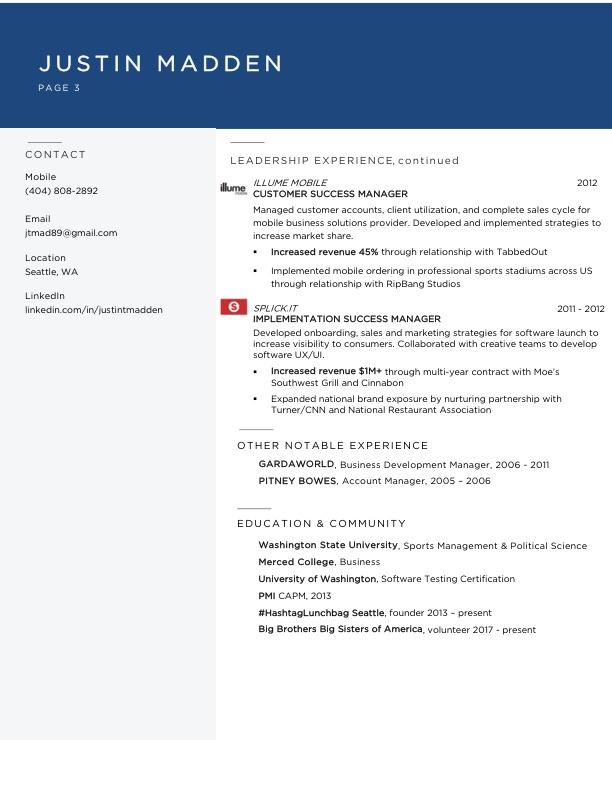 JUSTIN MADDEN
PAGE 3
CONTACT
Mobile
(404) 808-2892
Email
jtmad89@gmail.com
Location
Seattle, WA
LinkedIn
linkedin.com/in/justintmadden
LEADERSHIP EXPERIENCE, continued
illume
ILLUME MOBILE 2012
CUSTOMER SUCCESS MANAGER
Managed customer accounts, client utilization, and complete sales cycle for
mobile business solutions provider. Developed and implemented strategies to
increase market share.
▪ Increased revenue 45% through relationship with TabbedOut
▪ Implemented mobile ordering in professional sports stadiums across US
through relationship with RipBang Studios
S
SPLICK.IT 2011 - 2012
IMPLEMENTATION SUCCESS MANAGER
Developed onboarding, sales and marketing strategies for software launch to
increase visibility to consumers. Collaborated with creative teams to develop
software UX/UI.
▪ Increased revenue $1M+ through multi-year contract with Moe's
Southwest Grill and Cinnabon
▪ Expanded national brand exposure by nurturing partnership with
Turner/CNN and National Restaurant Association
OTHER NOTABLE EXPERIENCE
GARDAWORLD, Business Development Manager, 2006 - 2011
PITNEY BOWES, Account Manager, 2005 – 2006
EDUCATION & COMMUNITY
Washington State University, Sports Management & Political Science
Merced College, Business
University of Washington, Software Testing Certification
PMI CAPM, 2013
#HashtagLunchbag Seattle, founder 2013 – present
Big Brothers Big Sisters of America, volunteer 2017 - present